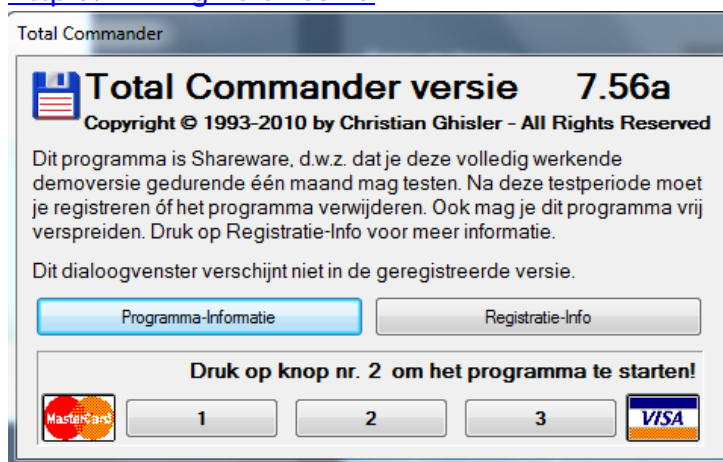 Total Commander
Total Commander versie 7.56a
Copyright © 1993-2010 by Christian Ghisler - All Rights Reserved
Dit programma is Shareware, d.w.z. dat je deze volledig werkende
demoversie gedurende één maand mag testen. Na deze testperiode moet
je registreren óf het programma verwijderen. Ook mag je dit programma vrij
verspreiden. Druk op Registratie-Info voor meer informatie.
Dit dialoogvenster verschijnt niet in de geregistreerde versie.
Programma-Informatie Registratie-Info
Druk op knop nr. 2 om het programma te starten!
MasterCard 1 2 3 VISA